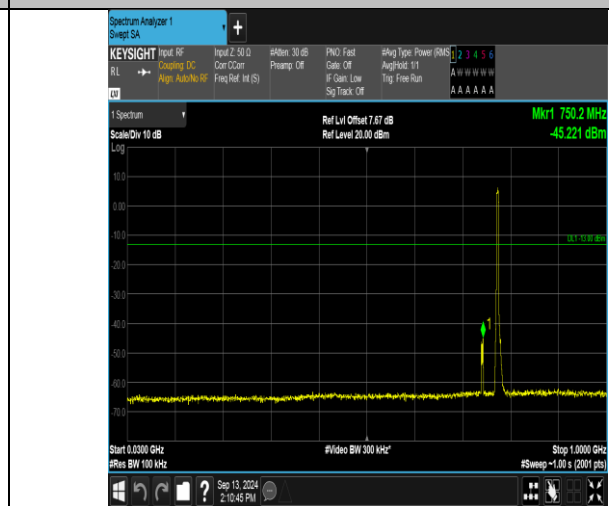 Spectrum Analyzer 1
Swept SA
+
KEYSIGHT Input: RF
RL
Coupling: DC
Align: Auto/No RF
Input Z: 50 Ω
Corr CCorr
Freq Ref: Int (S)
#Atten: 30 dB
Preamp: Off
PNO: Fast
Gate: Off
IF Gain: Low
Sig Track: Off
#Avg Type: Power (RMS
Avg|Hold: 1/1
Trig: Free Run
1 2 3 4 5 6
A W W W W W
A A A A A A
1 Spectrum
Scale/Div 10 dB
Log
Ref Lvl Offset 7.67 dB
Ref Level 20.00 dBm
Mkr1 750.2 MHz
-45.221 dBm
10.0
0.00
-10.0
DL1 -13.00 dBm
-20.0
-30.0
-40.0
1
-50.0
-60.0
-70.0
Start 0.0300 GHz
#Res BW 100 kHz
#Video BW 300 kHz*
Stop 1.0000 GHz
#Sweep ~1.00 s (2001 pts)
?
Sep 13, 2024
2:10:45 PM